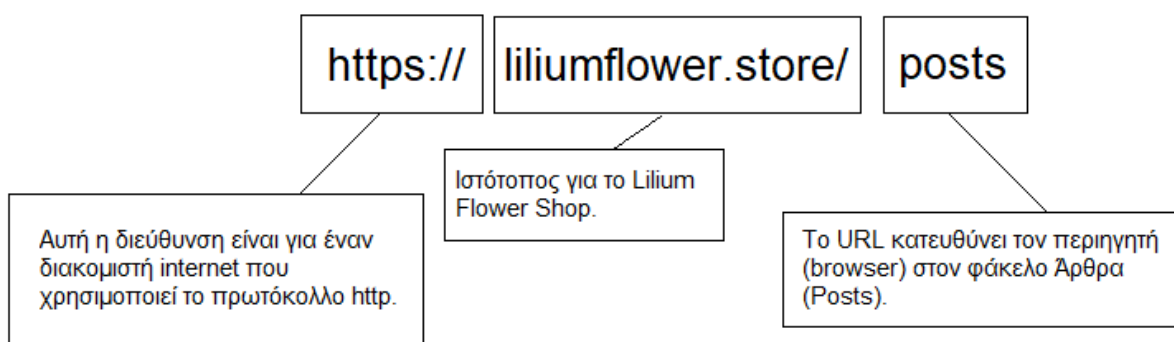 https:// liliumflower.store/ posts
Ιστότοπος για το Lilium
Flower Shop.
Αυτή η διεύθυνση είναι για έναν
διακομιστή internet που
χρησιμοποιεί το πρωτόκολλο http.
Το URL κατευθύνει τον περιηγητή
(browser) στον φάκελο Άρθρα
(Posts).